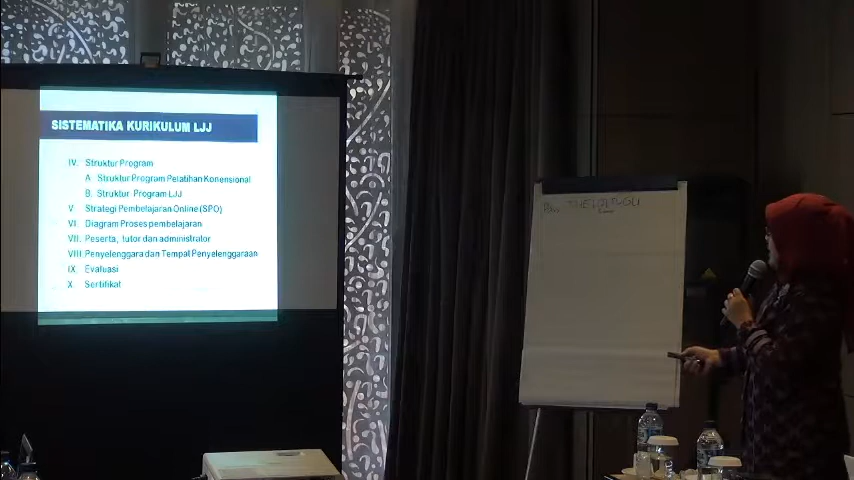 SISTEMATIKA KURIKULUM LJJ
IV. Struktur Program
A. Struktur Program Pelatihan Konensional
B. Struktur Program LJJ
V. Strategi Pembelajaran Online (SPO)
VI. Diagram Proses pembelajaran
VII. Peserta, tutor dan administrator
VIII. Penyelenggara dan Tempat Penyelenggaraan
IX. Evaluasi
X. Sertifikat